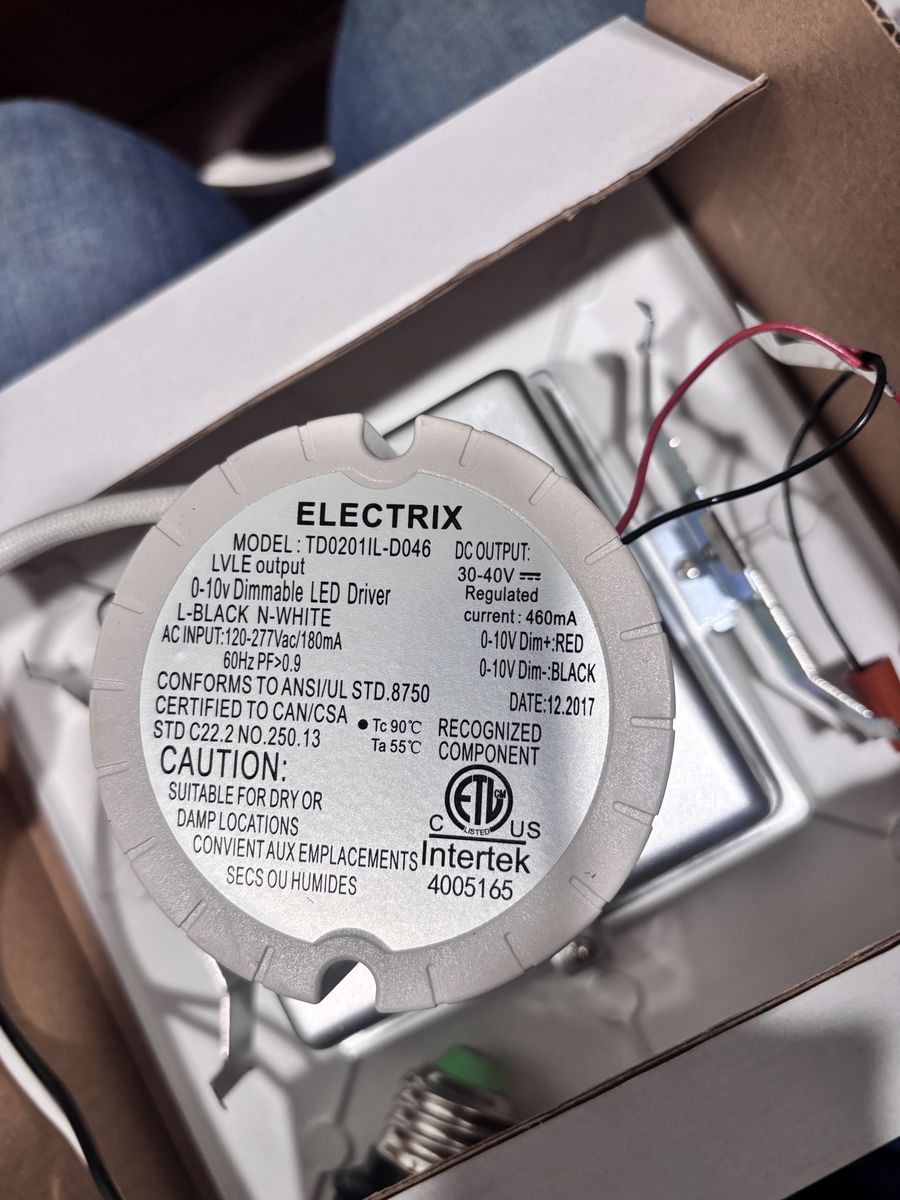 ELECTRIX
MODEL : TD0201IL-D046
LVLE output
0-10v Dimmable LED Driver
L-BLACK N-WHITE
AC INPUT:120-277Vac/180mA
60Hz PF>0.9
CONFORMS TO ANSI/UL STD.8750
CERTIFIED TO CAN/CSA
STD C22.2 NO.250.13
DC OUTPUT:
30-40V ⎓
Regulated
current : 460mA
0-10V Dim+:RED
0-10V Dim-:BLACK
DATE:12.2017
● Tc 90℃
Ta 55℃
RECOGNIZED
COMPONENT
CAUTION:
SUITABLE FOR DRY OR
DAMP LOCATIONS
CONVIENT AUX EMPLACEMENTS
SECS OU HUMIDES
ETL CM
C LISTED US
Intertek
4005165